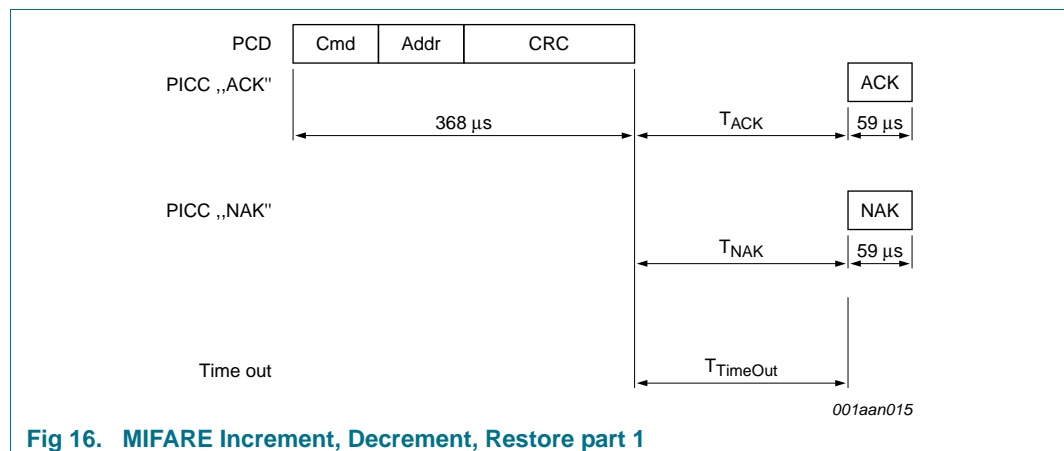 PCD Cmd Addr CRC
PICC ,,ACK" ACK
368 μs TACK 59 μs
PICC ,,NAK" NAK
TNAK 59 μs
Time out TTimeOut
001aan015
Fig 16. MIFARE Increment, Decrement, Restore part 1